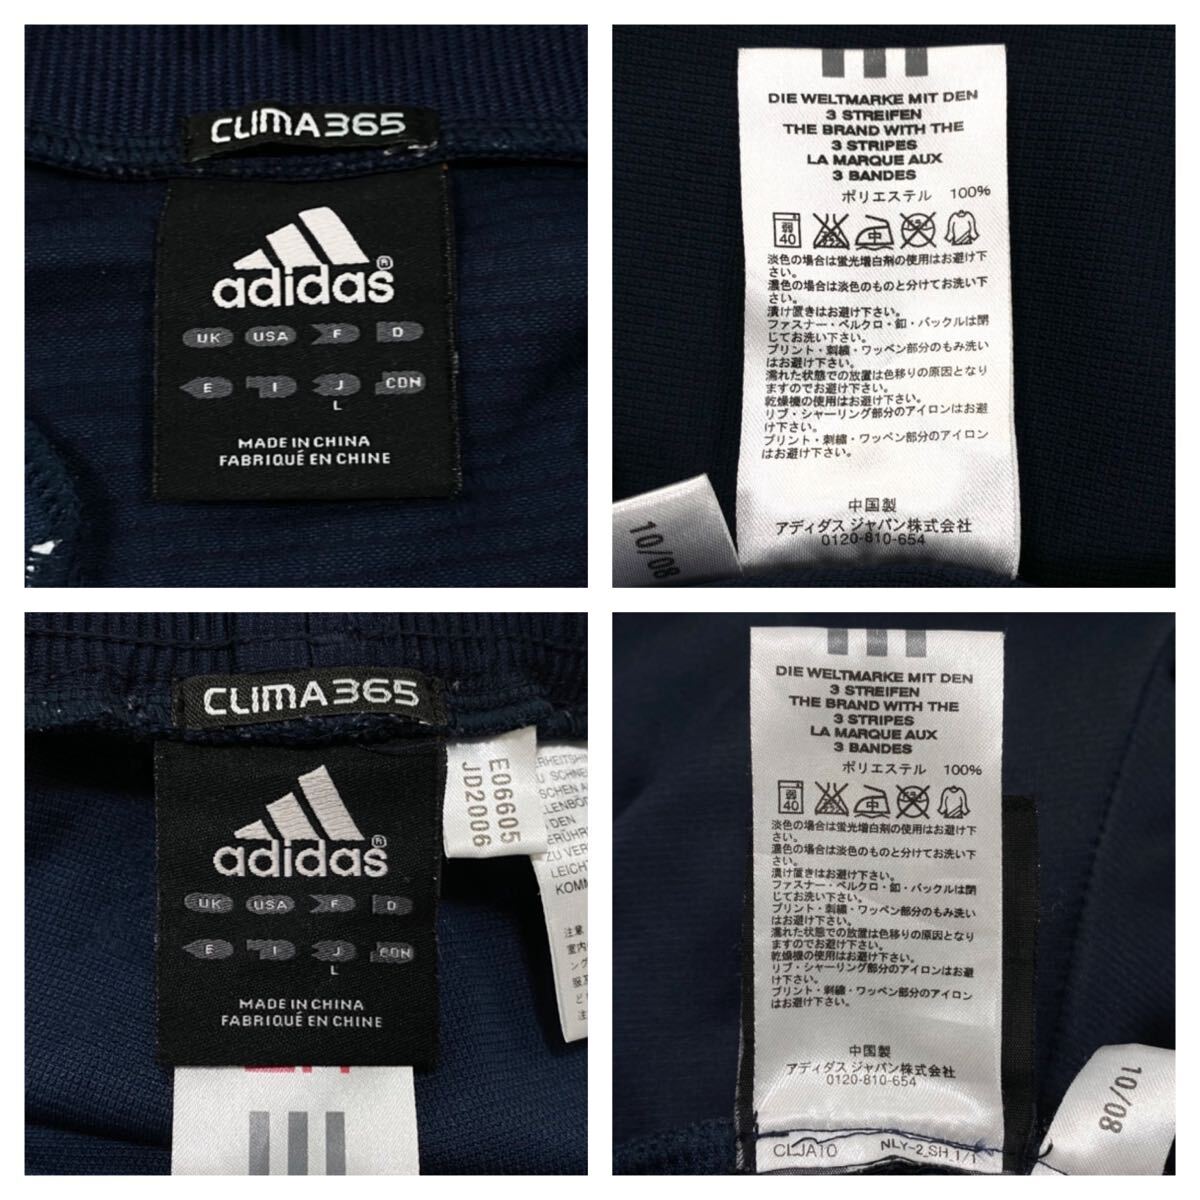 CLIMA365
adidas®
UK USA F D
E I J CDN
L
MADE IN CHINA
FABRIQUÉ EN CHINE
DIE WELTMARKE MIT DEN
3 STREIFEN
THE BRAND WITH THE
3 STRIPES
LA MARQUE AUX
3 BANDES
ポリエステル 100%
弱
40
中
淡色の場合は蛍光増白剤の使用はお避け下
さい。
濃色の場合は淡色のものと分けてお洗い下
さい。
漬け置きはお避け下さい。
ファスナー・ベルクロ・釦・バックルは閉
じてお洗い下さい。
プリント・刺繍・ワッペン部分のもみ洗い
はお避け下さい。
濡れた状態での放置は色移りの原因となり
ますのでお避け下さい。
乾燥機の使用はお避け下さい。
リブ・シャーリング部分のアイロンはお避
け下さい。
プリント・刺繍・ワッペン部分のアイロン
はお避け下さい。
中国製
アディダス ジャパン株式会社
0120-810-654
10/08
CLIMA365
adidas®
UK USA F D
E I J CDN
L
MADE IN CHINA
FABRIQUÉ EN CHINE
E06605
JD2006
DIE WELTMARKE MIT DEN
3 STREIFEN
THE BRAND WITH THE
3 STRIPES
LA MARQUE AUX
3 BANDES
ポリエステル 100%
弱
40
中
淡色の場合は蛍光増白剤の使用はお避け下
さい。
濃色の場合は淡色のものと分けてお洗い下
さい。
漬け置きはお避け下さい。
ファスナー・ベルクロ・釦・バックルは閉
じてお洗い下さい。
プリント・刺繍・ワッペン部分のもみ洗い
はお避け下さい。
濡れた状態での放置は色移りの原因となり
ますのでお避け下さい。
乾燥機の使用はお避け下さい。
リブ・シャーリング部分のアイロンはお避
け下さい。
プリント・刺繍・ワッペン部分のアイロン
はお避け下さい。
中国製
アディダス ジャパン株式会社
0120-810-654
10/08
CLJA10 NLY-2_SH_1/1